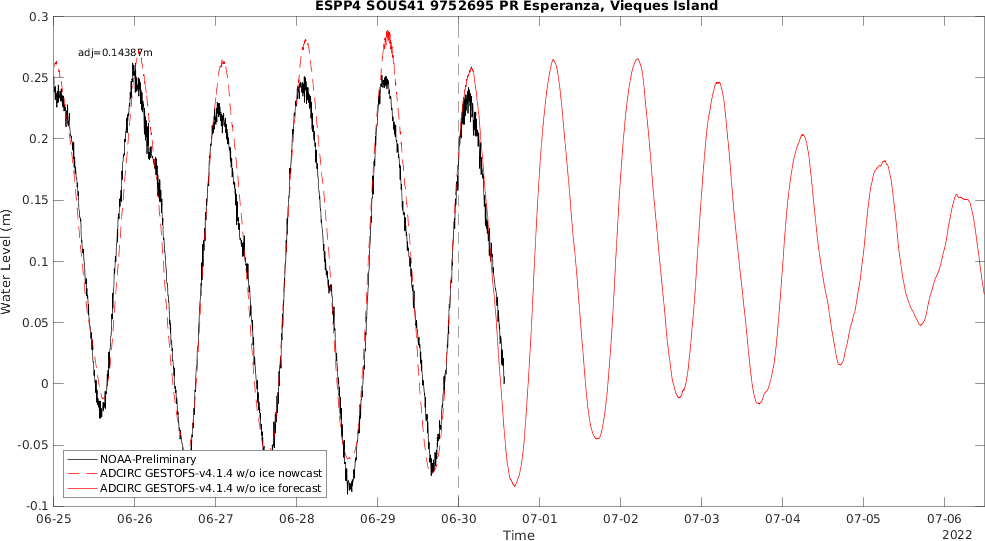 ESPP4 SOUS41 9752695 PR Esperanza, Vieques Island
adj=0.14387m
0.3
0.25
0.2
0.15
0.1
0.05
0
-0.05
-0.1
Water Level (m)
NOAA-Preliminary
ADCIRC GESTOFS-v4.1.4 w/o ice nowcast
ADCIRC GESTOFS-v4.1.4 w/o ice forecast
06-25 06-26 06-27 06-28 06-29 06-30 07-01 07-02 07-03 07-04 07-05 07-06
Time
2022